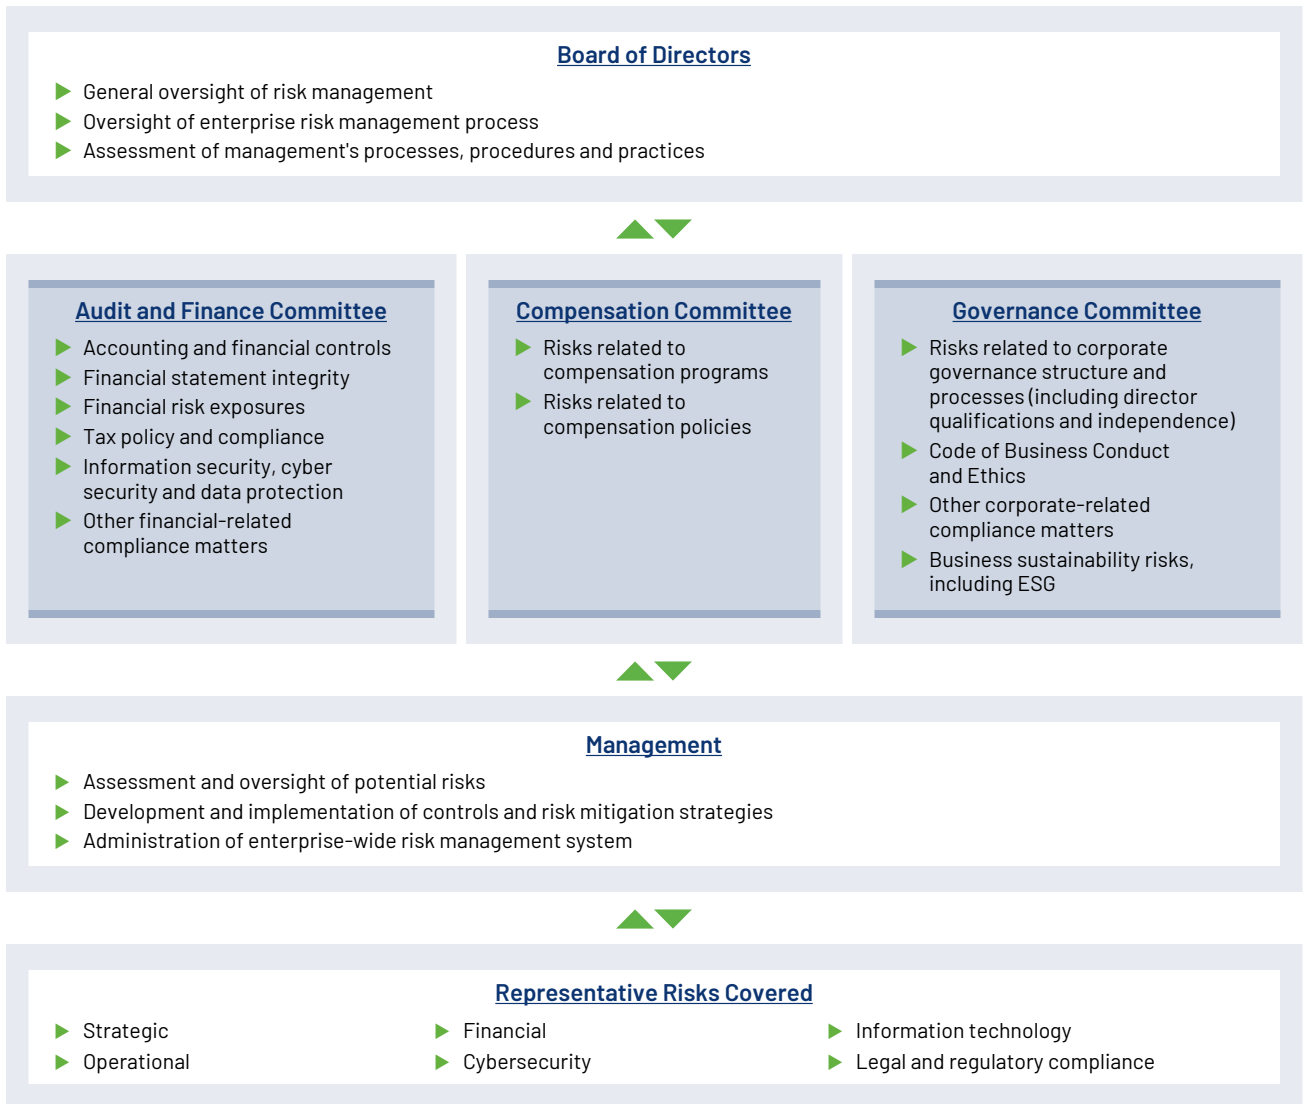 Board of Directors
General oversight of risk management
Oversight of enterprise risk management process
Assessment of management's processes, procedures and practices
Audit and Finance Committee
Accounting and financial controls
Financial statement integrity
Financial risk exposures
Tax policy and compliance
Information security, cyber
security and data protection
Other financial-related
compliance matters
Compensation Committee
Risks related to
compensation programs
Risks related to
compensation policies
Governance Committee
Risks related to corporate
governance structure and
processes (including director
qualifications and independence)
Code of Business Conduct
and Ethics
Other corporate-related
compliance matters
Business sustainability risks,
including ESG
Management
Assessment and oversight of potential risks
Development and implementation of controls and risk mitigation strategies
Administration of enterprise-wide risk management system
Representative Risks Covered
Strategic
Operational
Financial
Cybersecurity
Information technology
Legal and regulatory compliance